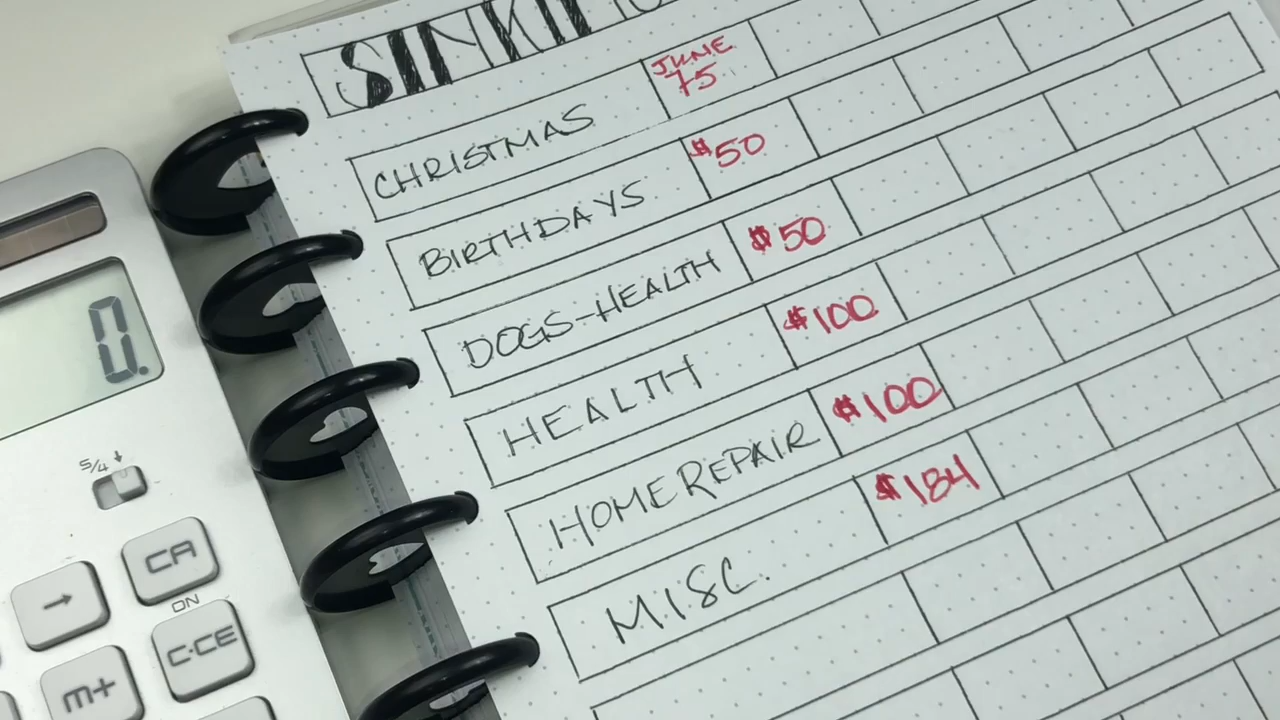 SINKING
JUNE
CHRISTMAS 75
BIRTHDAYS $50
DOGS-HEALTH $50
HEALTH $100
HOME REPAIR $100
MISC. $184
0.
5/4 ↓
CA
→
ON
C·CE
M+